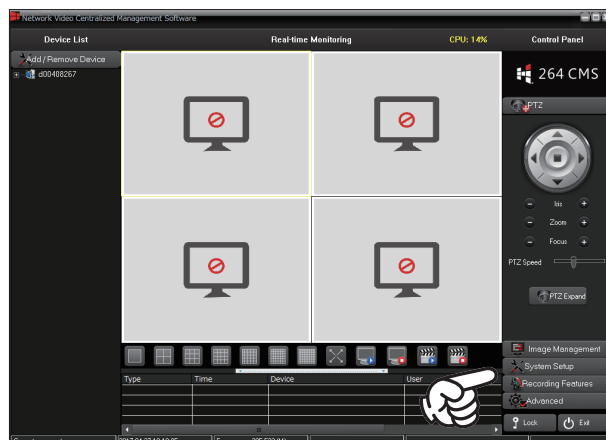 Network Video Centralized Management Software
Device List
Real-time Monitoring
CPU: 14%
Control Panel
Add / Remove Device
d00408267
264 CMS
PTZ
Iris
Zoom
Focus
PTZ Speed
PTZ Expand
Image Management
System Setup
Recording Features
Advanced
Type
Time
Device
User
Lock
Exit